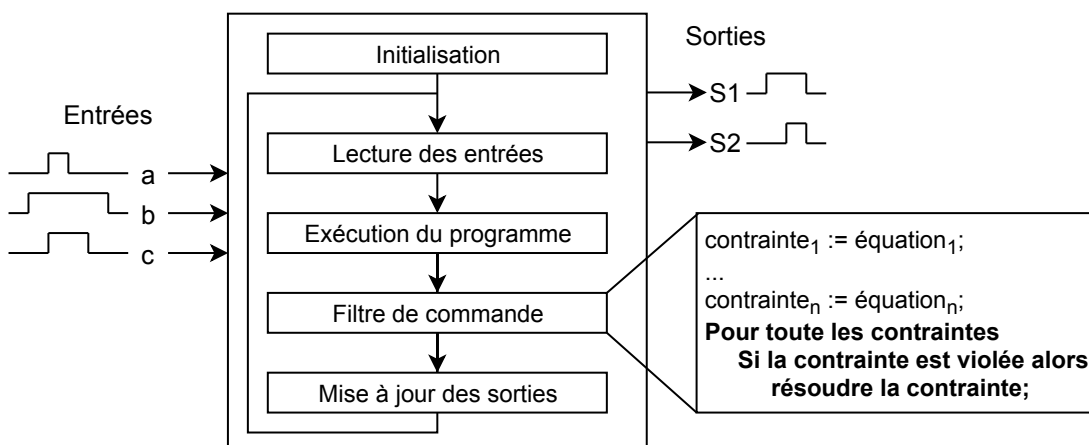 Entrées
a
b
c
Initialisation
Lecture des entrées
Exécution du programme
Filtre de commande
Mise à jour des sorties
Sorties
S1
S2
contrainte1 := équation1;
...
contrainten := équationn;
Pour toute les contraintes
Si la contrainte est violée alors
résoudre la contrainte;